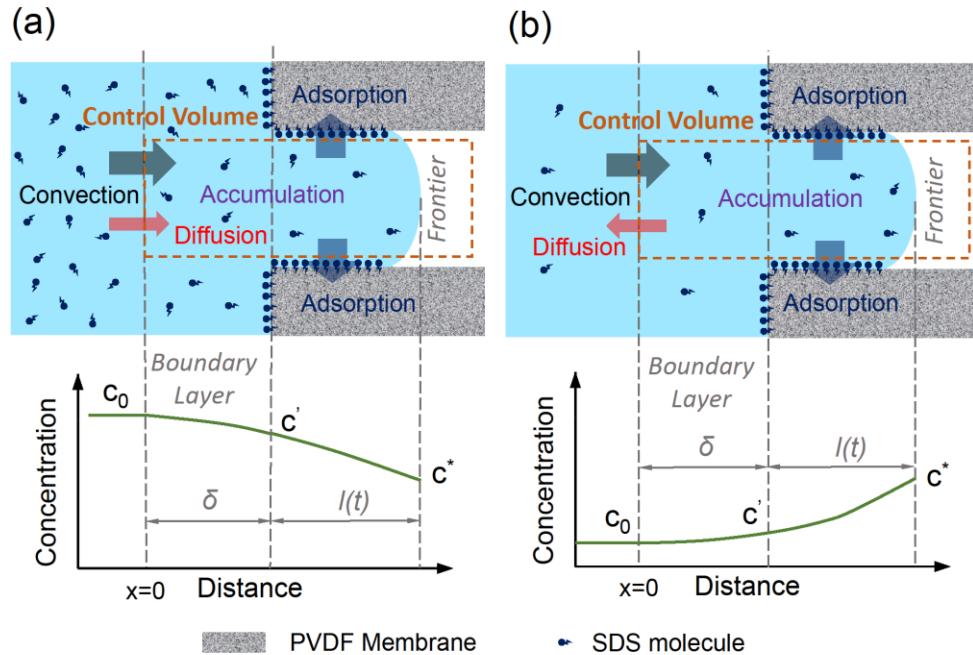 (a)
Adsorption
Control Volume
Convection
Accumulation
Diffusion
Frontier
Adsorption
Boundary
Layer
Concentration
c0
c'
c*
δ
l(t)
x=0
Distance
(b)
Adsorption
Control Volume
Convection
Accumulation
Diffusion
Frontier
Adsorption
Boundary
Layer
Concentration
δ
l(t)
c*
c0
c'
x=0
Distance
PVDF Membrane
SDS molecule